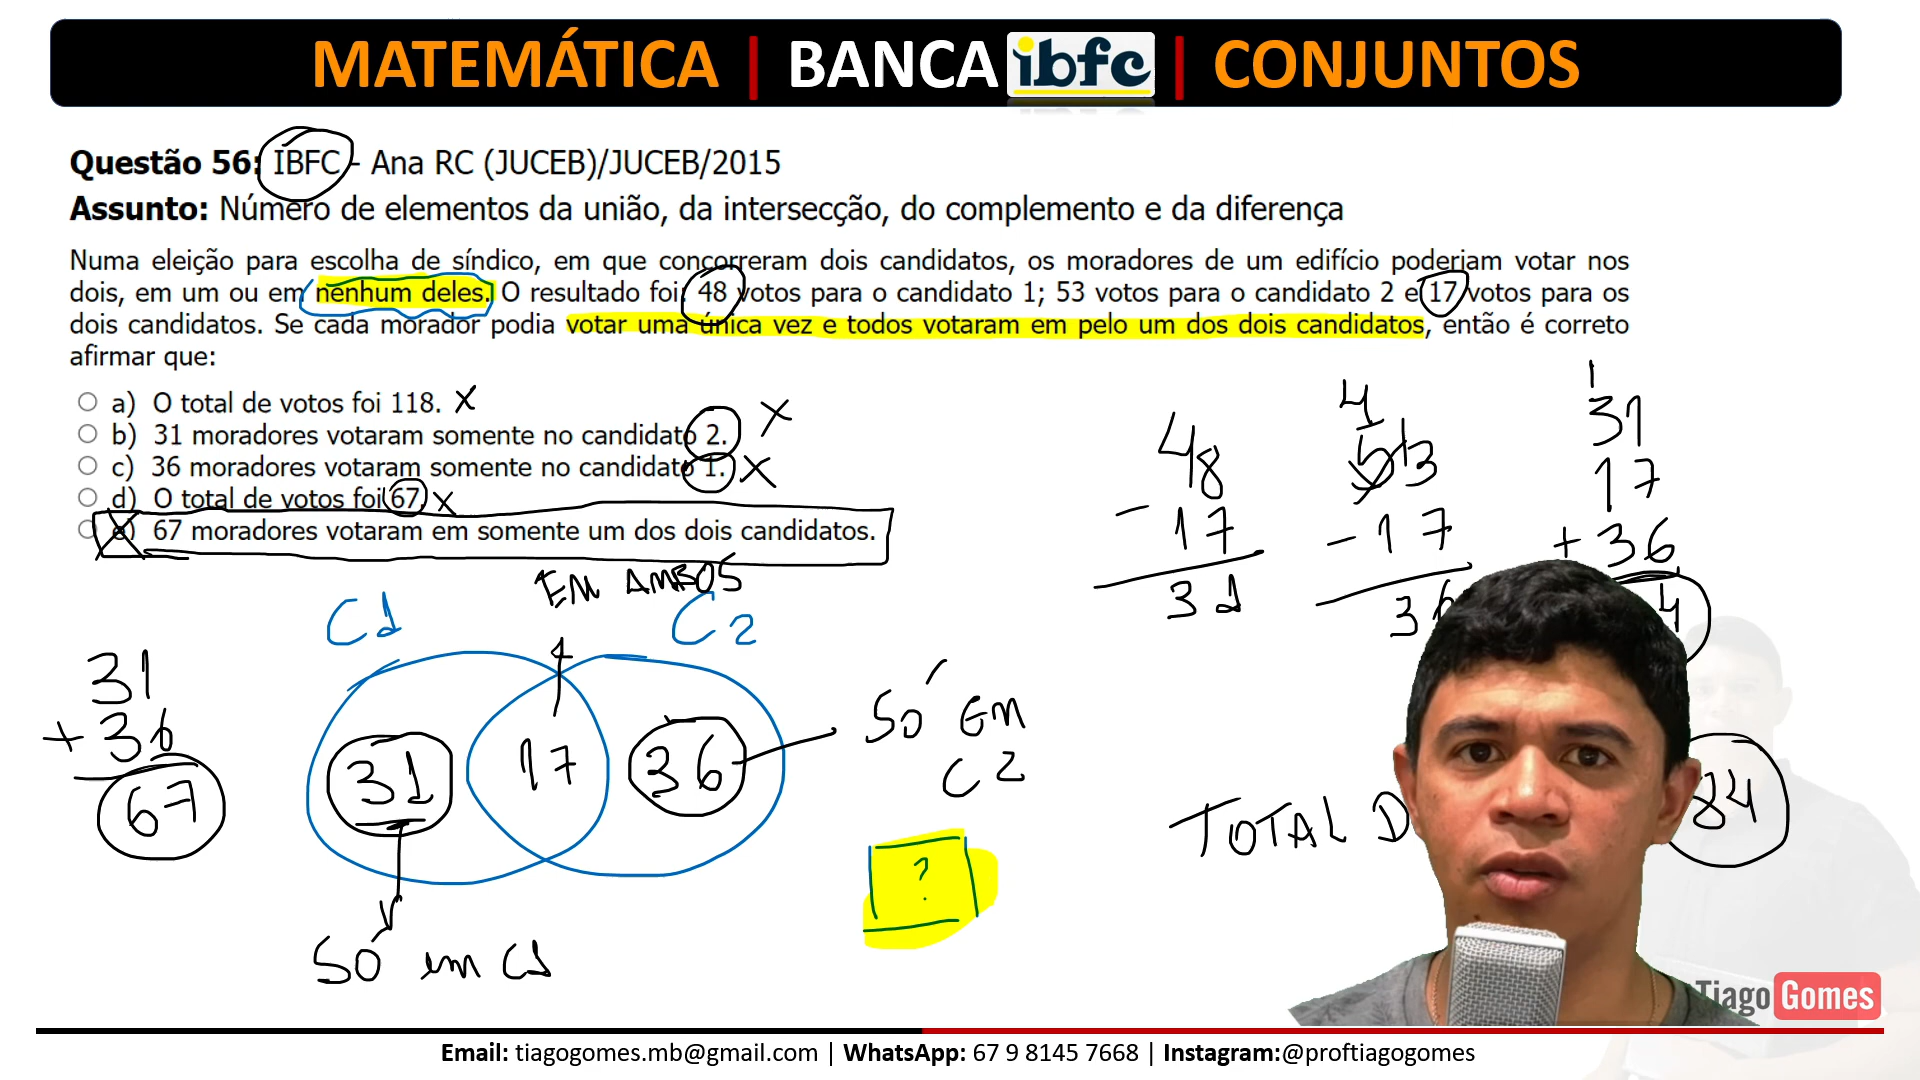 MATEMÁTICA | BANCA ibfc | CONJUNTOS
Questão 56: IBFC - Ana RC (JUCEB)/JUCEB/2015
Assunto: Número de elementos da união, da intersecção, do complemento e da diferença
Numa eleição para escolha de síndico, em que concorreram dois candidatos, os moradores de um edifício poderiam votar nos
dois, em um ou em nenhum deles. O resultado foi: 48 votos para o candidato 1; 53 votos para o candidato 2 e 17 votos para os
dois candidatos. Se cada morador podia votar uma única vez e todos votaram em pelo um dos dois candidatos, então é correto
afirmar que:
a) O total de votos foi 118. X
b) 31 moradores votaram somente no candidato 2. X
c) 36 moradores votaram somente no candidato 1. X
d) O total de votos foi 67. X
e) 67 moradores votaram em somente um dos dois candidatos.
48
- 17
31
4
53 13
- 17
36
1
31
17
+ 36
4
EM AMBOS
C1
C2
31
+ 36
67
31
17
36
SÓ EM
C2
SÓ em C1
?
TOTAL D
84
Tiago Gomes
Email: tiagogomes.mb@gmail.com | WhatsApp: 67 9 8145 7668 | Instagram:@proftiagogomes